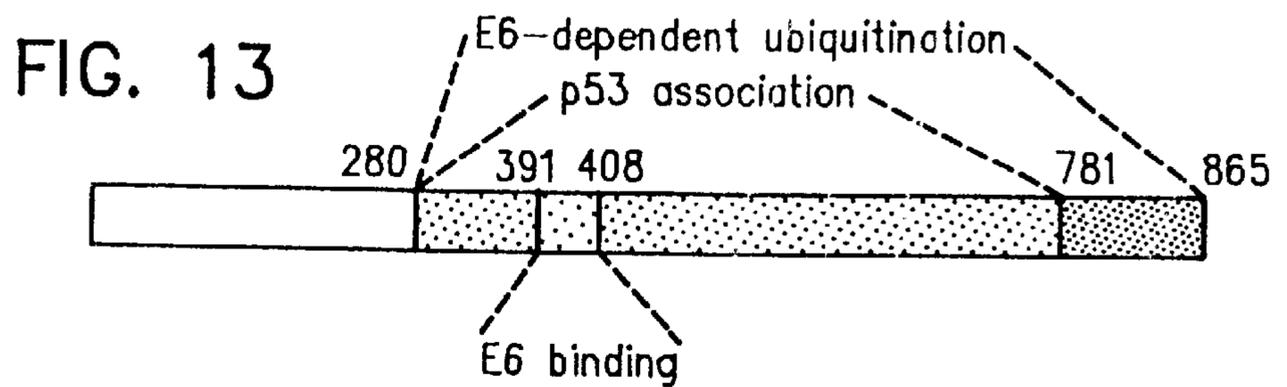 FIG. 13
E6-dependent ubiquitination
p53 association
280 391 408 781 865
E6 binding